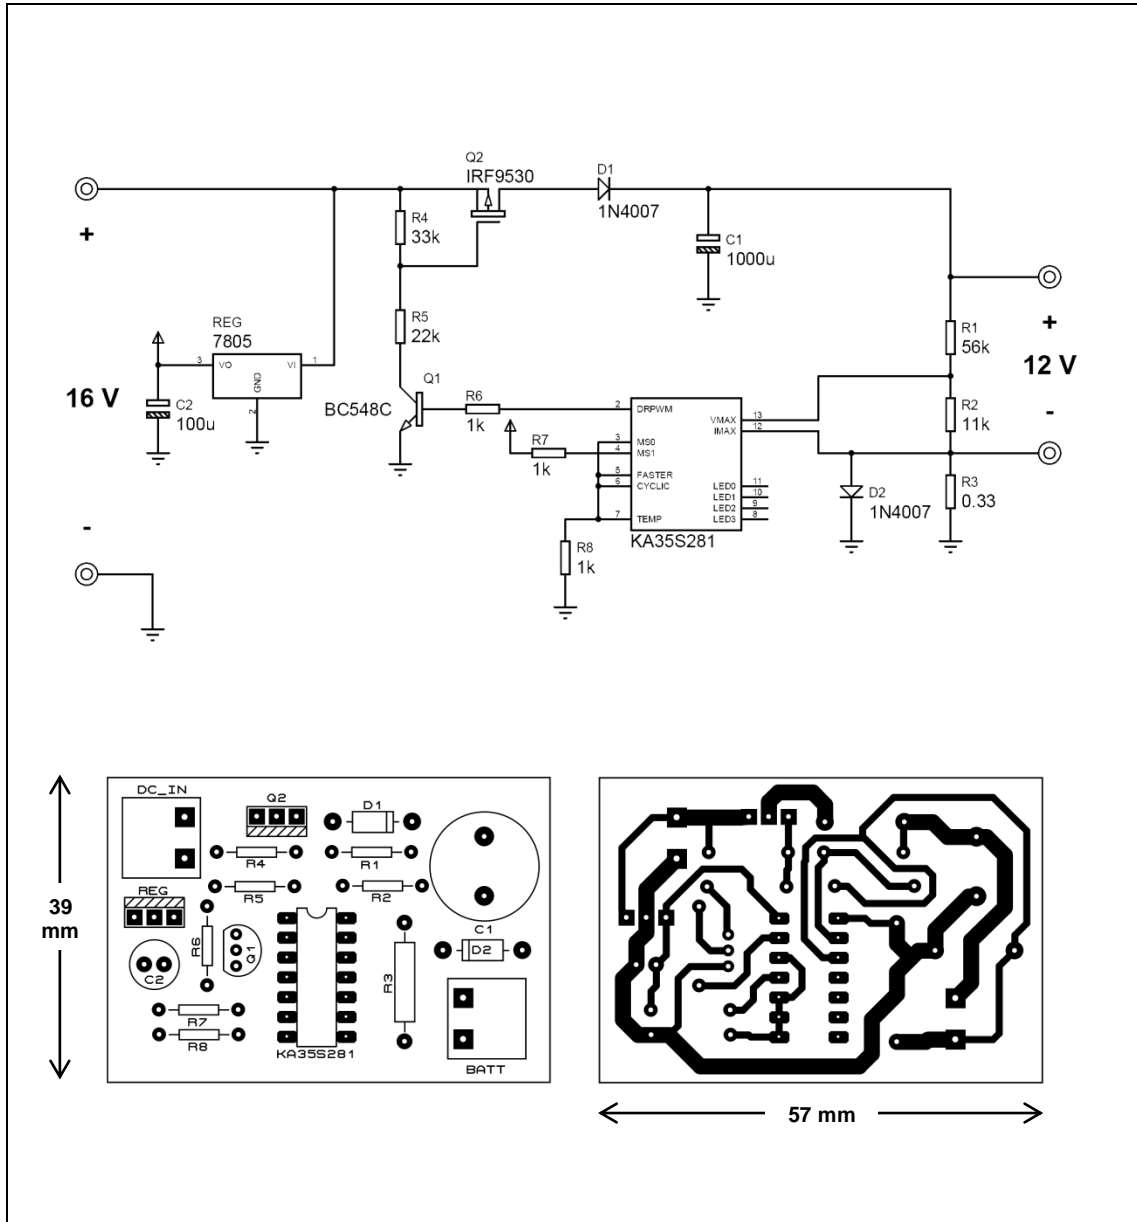 Q2
IRF9530
D1
1N4007
+
R4
33k
C1
1000u
R5
22k
REG
7805
3 VO VI 1
GND
2
16 V
C2
100u
Q1
BC548C
R6
1k
R7
1k
R8
1k
2 DRPWM
3 MS0
4 MS1
5 FASTER
6 CYCLIC
7 TEMP
VMAX 13
IMAX 12
LED0 11
LED1 10
LED2 9
LED3 8
KA35S281
R1
56k
+
12 V
-
R2
11k
D2
1N4007
R3
0.33
-
DC_IN
Q2
D1
R4
R1
R5
R2
REG
R6
Q1
C2
R3
C1
D2
R7
R8
KA35S281
BATT
39
mm
57 mm